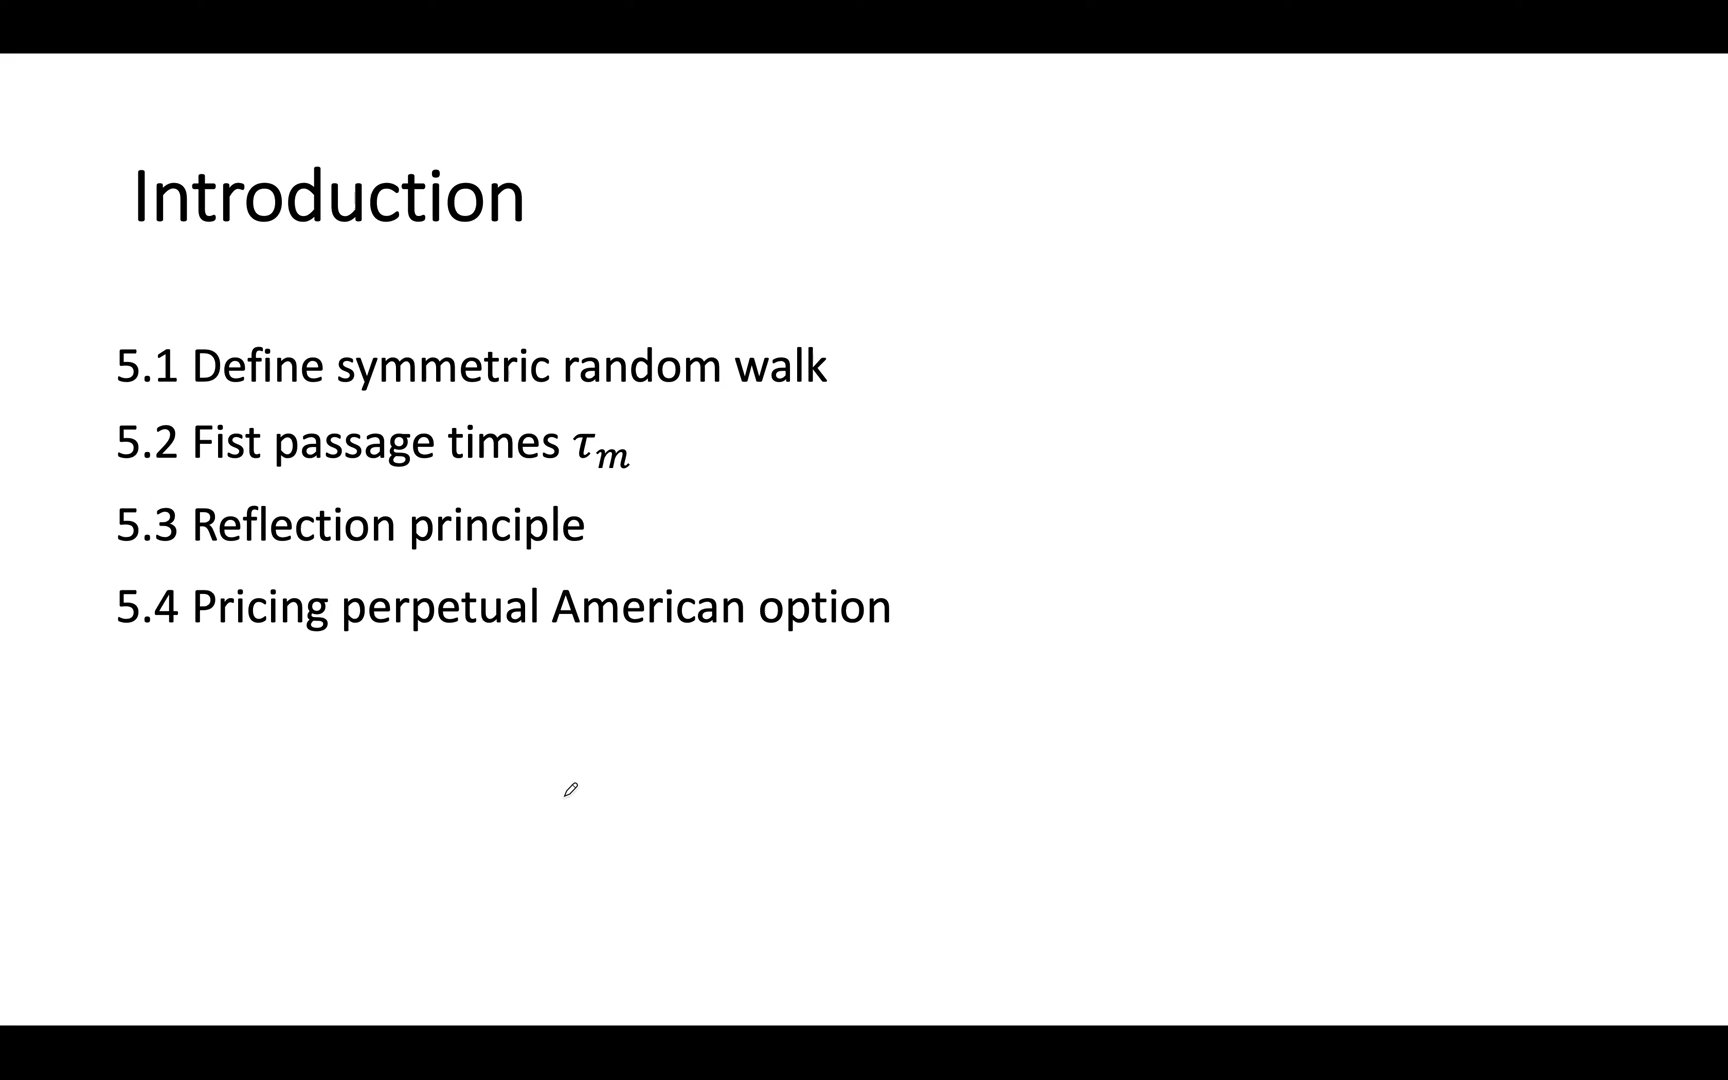 Introduction
5.1 Define symmetric random walk
5.2 Fist passage times τₘ
5.3 Reflection principle
5.4 Pricing perpetual American option